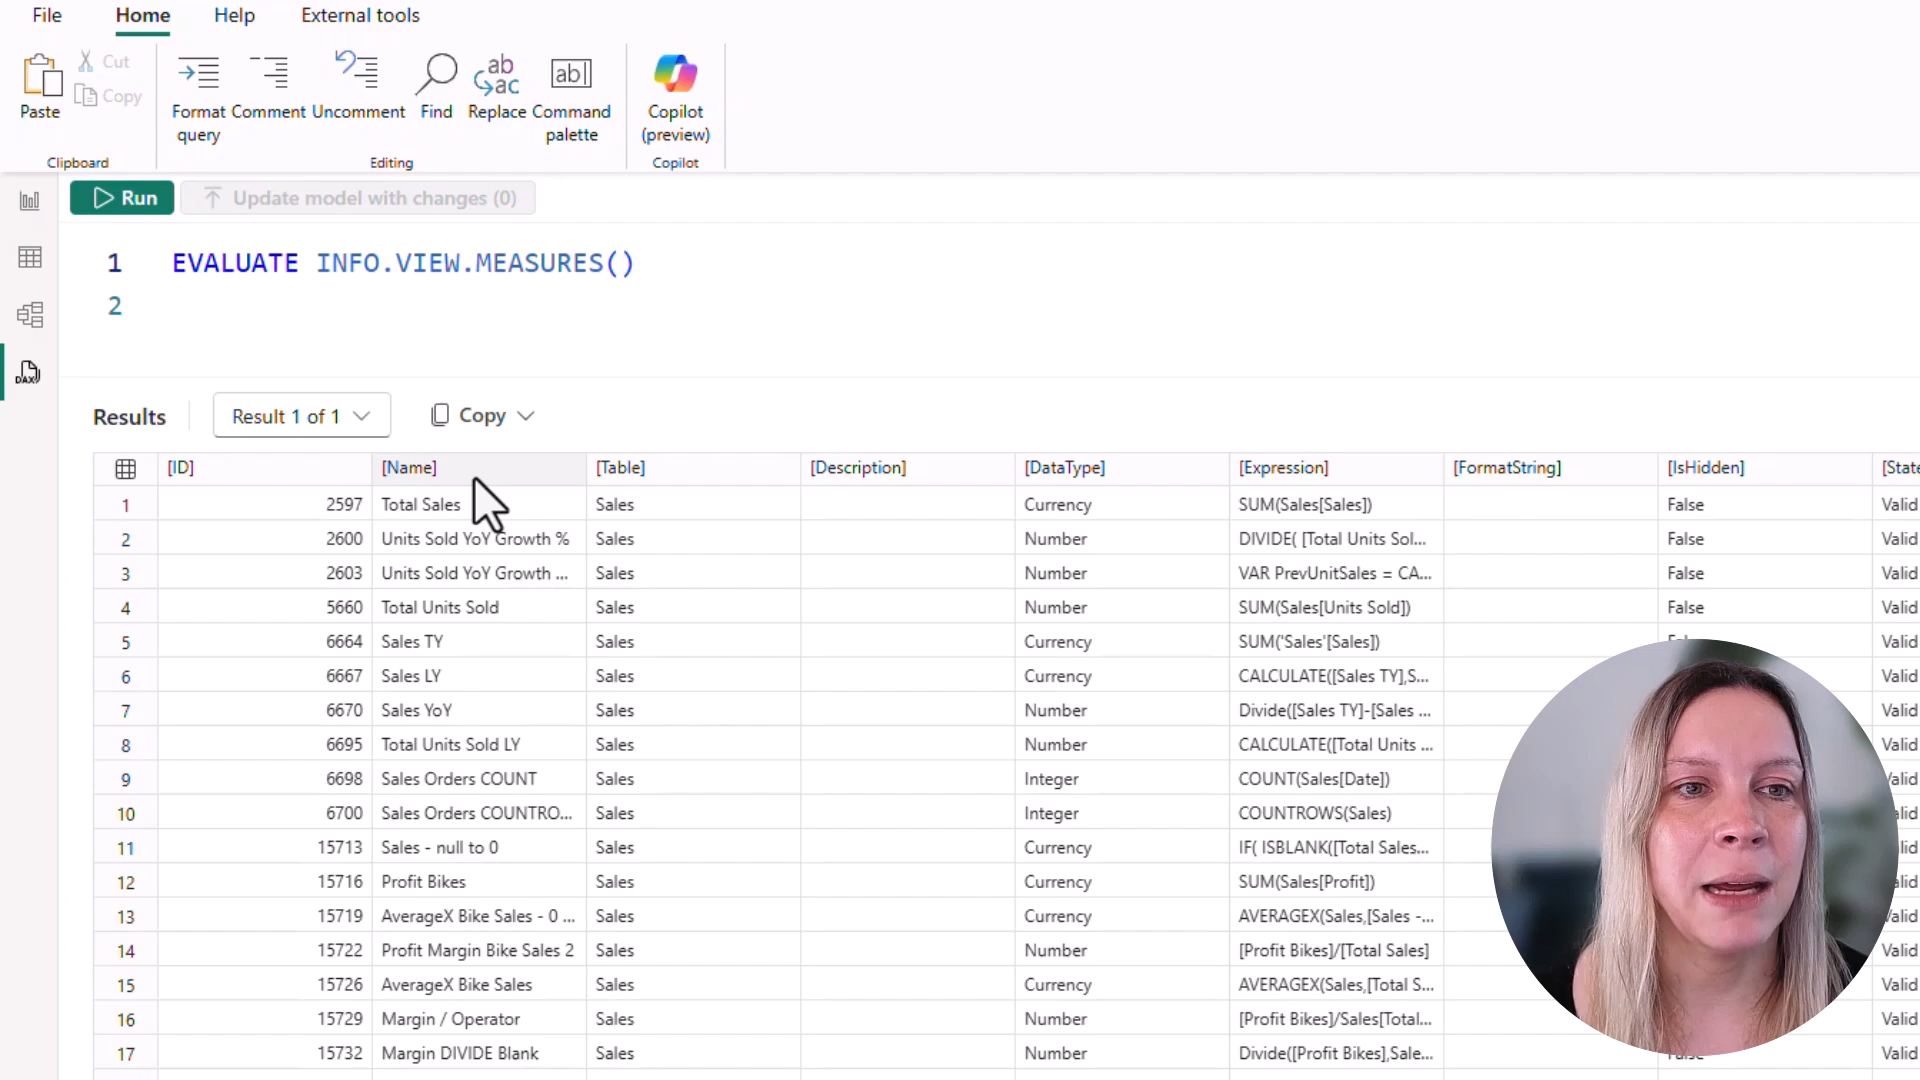 File Home Help External tools
Paste Cut Copy Format query Comment Uncomment Find Replace Command palette Copilot (preview)
Clipboard Editing Copilot
Run Update model with changes (0)
1 EVALUATE INFO.VIEW.MEASURES()
2
DAX
Results Result 1 of 1 Copy
[ID] [Name] [Table] [Description] [DataType] [Expression] [FormatString] [IsHidden] [State
1 2597 Total Sales Sales Currency SUM(Sales[Sales]) False Valid
2 2600 Units Sold YoY Growth % Sales Number DIVIDE( [Total Units Sol... False Valid
3 2603 Units Sold YoY Growth ... Sales Number VAR PrevUnitSales = CA... False Valid
4 5660 Total Units Sold Sales Number SUM(Sales[Units Sold]) False Valid
5 6664 Sales TY Sales Currency SUM('Sales'[Sales]) Valid
6 6667 Sales LY Sales Currency CALCULATE([Sales TY],S... Valid
7 6670 Sales YoY Sales Number Divide([Sales TY]-[Sales ... Valid
8 6695 Total Units Sold LY Sales Number CALCULATE([Total Units ... Valid
9 6698 Sales Orders COUNT Sales Integer COUNT(Sales[Date]) Valid
10 6700 Sales Orders COUNTRO... Sales Integer COUNTROWS(Sales)
11 15713 Sales - null to 0 Sales Currency IF( ISBLANK([Total Sales...
12 15716 Profit Bikes Sales Currency SUM(Sales[Profit])
13 15719 AverageX Bike Sales - 0 ... Sales Currency AVERAGEX(Sales,[Sales -...
14 15722 Profit Margin Bike Sales 2 Sales Number [Profit Bikes]/[Total Sales] Valid
15 15726 AverageX Bike Sales Sales Currency AVERAGEX(Sales,[Total S... Valid
16 15729 Margin / Operator Sales Number [Profit Bikes]/Sales[Total... Valid
17 15732 Margin DIVIDE Blank Sales Number Divide([Profit Bikes],Sale... Valid